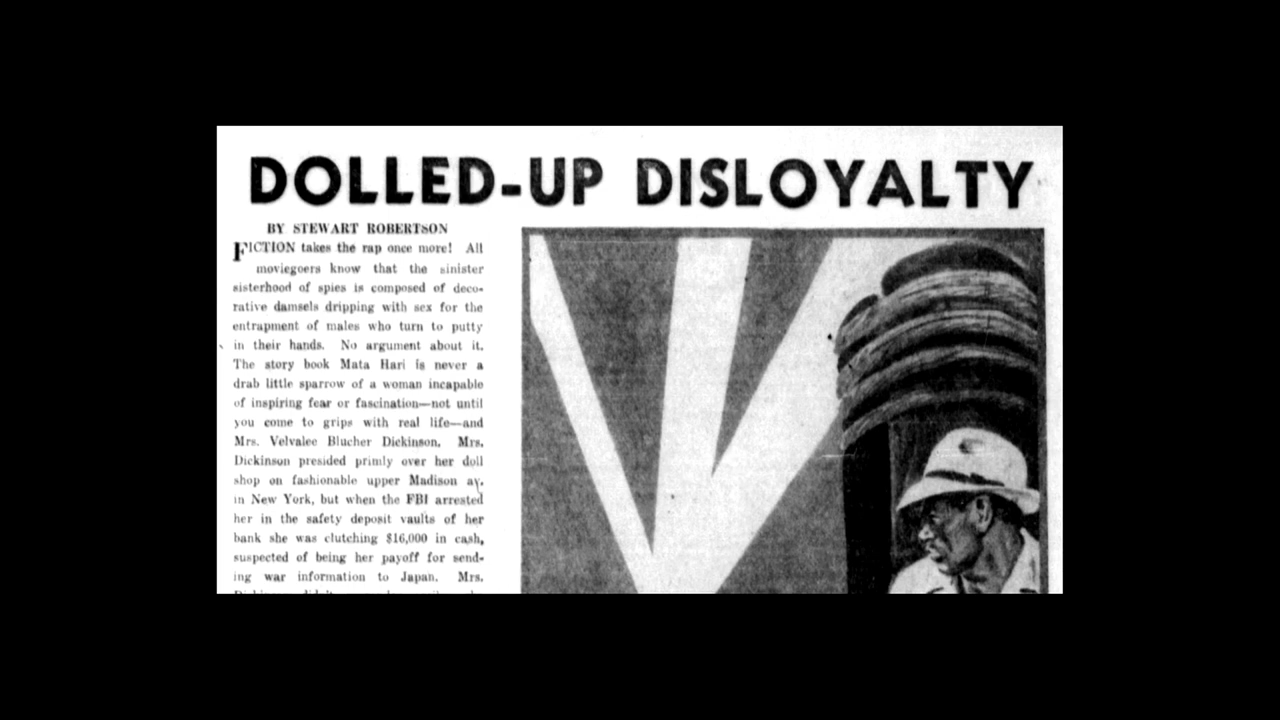 DOLLED-UP DISLOYALTY
BY STEWART ROBERTSON
FICTION takes the rap once more! All
moviegoers know that the sinister
sisterhood of spies is composed of deco-
rative damsels dripping with sex for the
entrapment of males who turn to putty
in their hands. No argument about it.
The story book Mata Hari is never a
drab little sparrow of a woman incapable
of inspiring fear or fascination—not until
you come to grips with real life—and
Mrs. Velvalee Blucher Dickinson. Mrs.
Dickinson presided primly over her doll
shop on fashionable upper Madison av.
in New York, but when the FBI arrested
her in the safety deposit vaults of her
bank she was clutching $16,000 in cash,
suspected of being her payoff for send-
ing war information to Japan. Mrs.